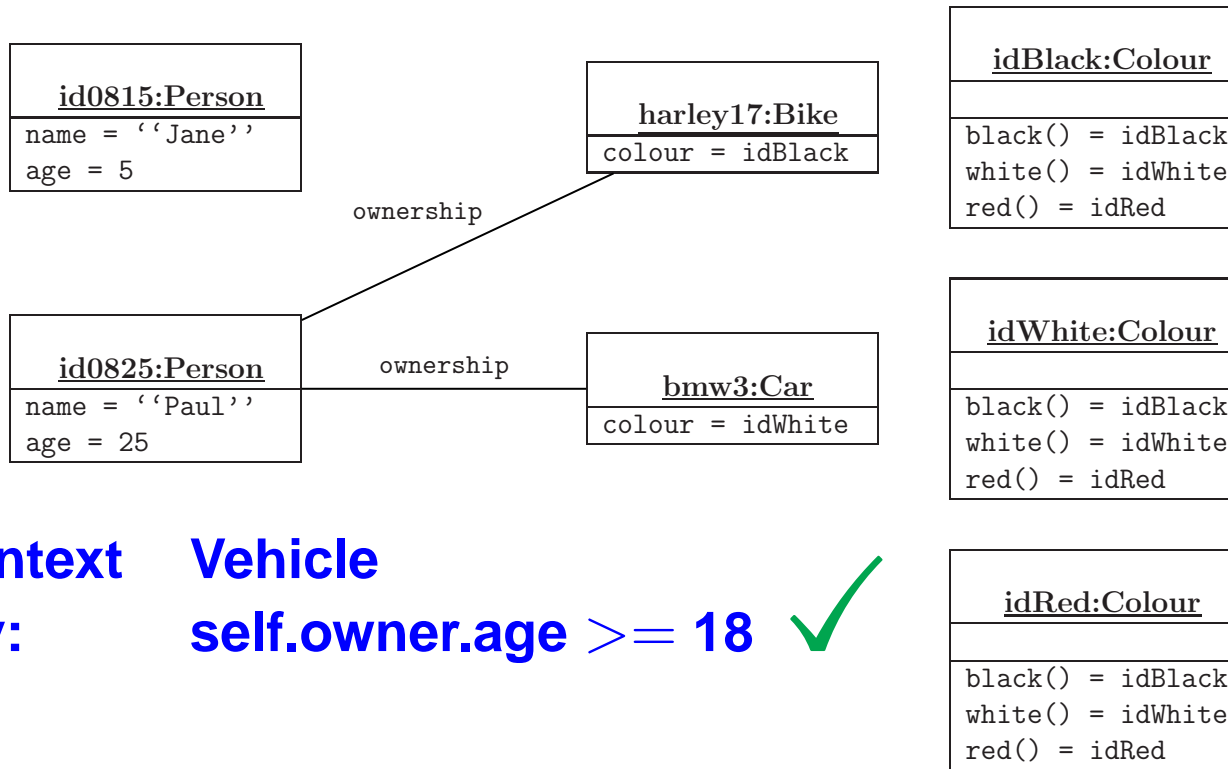 id0815:Person
name = ‘‘Jane’’
age = 5
harley17:Bike
colour = idBlack
ownership
id0825:Person
name = ‘‘Paul’’
age = 25
ownership
bmw3:Car
colour = idWhite
idBlack:Colour
black() = idBlack
white() = idWhite
red() = idRed
idWhite:Colour
black() = idBlack
white() = idWhite
red() = idRed
idRed:Colour
black() = idBlack
white() = idWhite
red() = idRed
ntext Vehicle
: self.owner.age >= 18 ✓